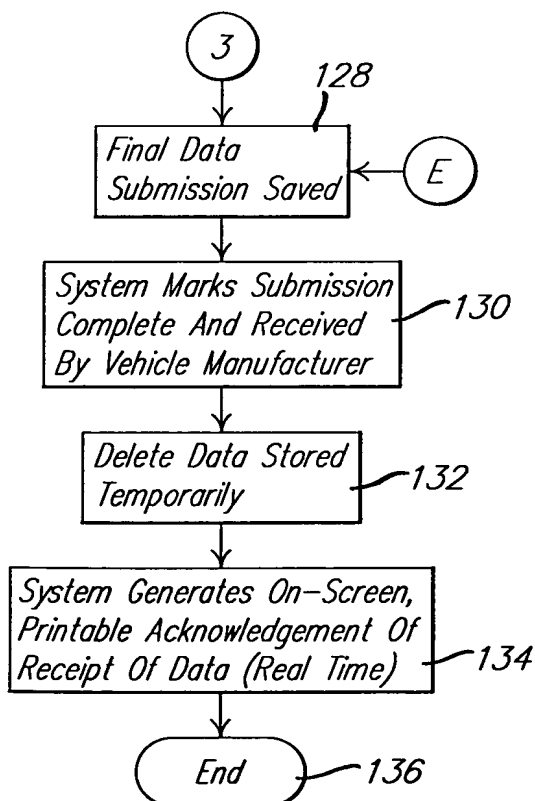 3
128
Final Data
Submission Saved
E
System Marks Submission
Complete And Received
By Vehicle Manufacturer
130
Delete Data Stored
Temporarily
132
System Generates On-Screen,
Printable Acknowledgement Of
Receipt Of Data (Real Time)
134
End
136